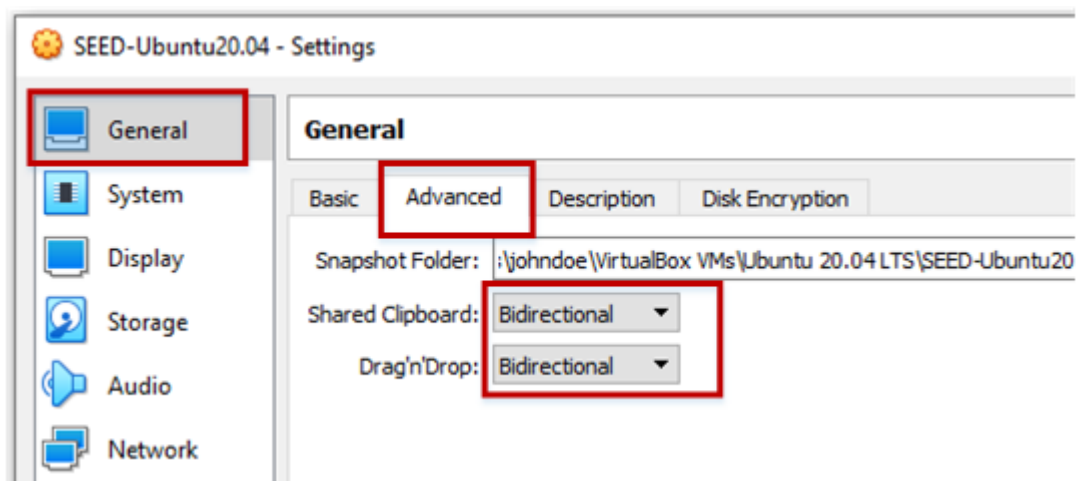 SEED-Ubuntu20.04 - Settings
General
System
Display
Storage
Audio
Network
General
Basic
Advanced
Description
Disk Encryption
Snapshot Folder: :\johndoe\VirtualBox VMs\Ubuntu 20.04 LTS\SEED-Ubuntu20
Shared Clipboard: Bidirectional
Drag'n'Drop: Bidirectional